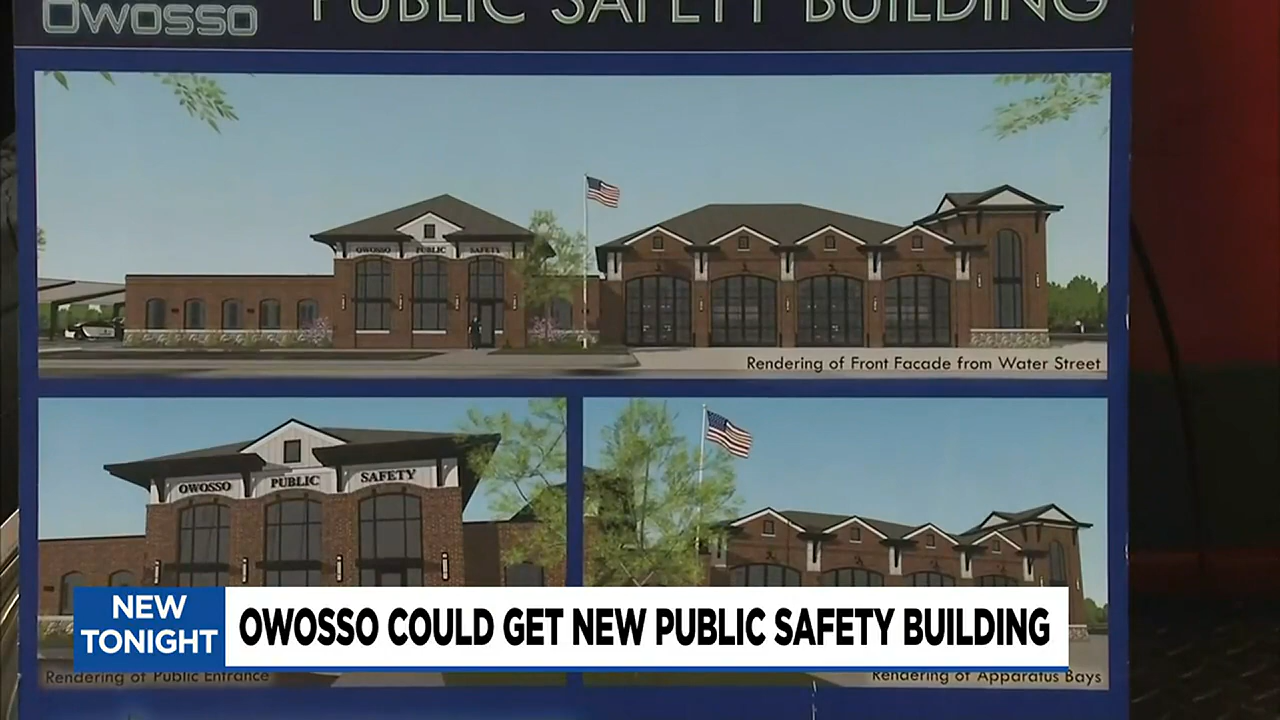 Owosso
PUBLIC SAFETY BUILDING
OWOSSO PUBLIC SAFETY
Rendering of Front Facade from Water Street
OWOSSO PUBLIC SAFETY
NEW
TONIGHT
OWOSSO COULD GET NEW PUBLIC SAFETY BUILDING
Rendering of Public Entrance
Rendering of Apparatus Bays